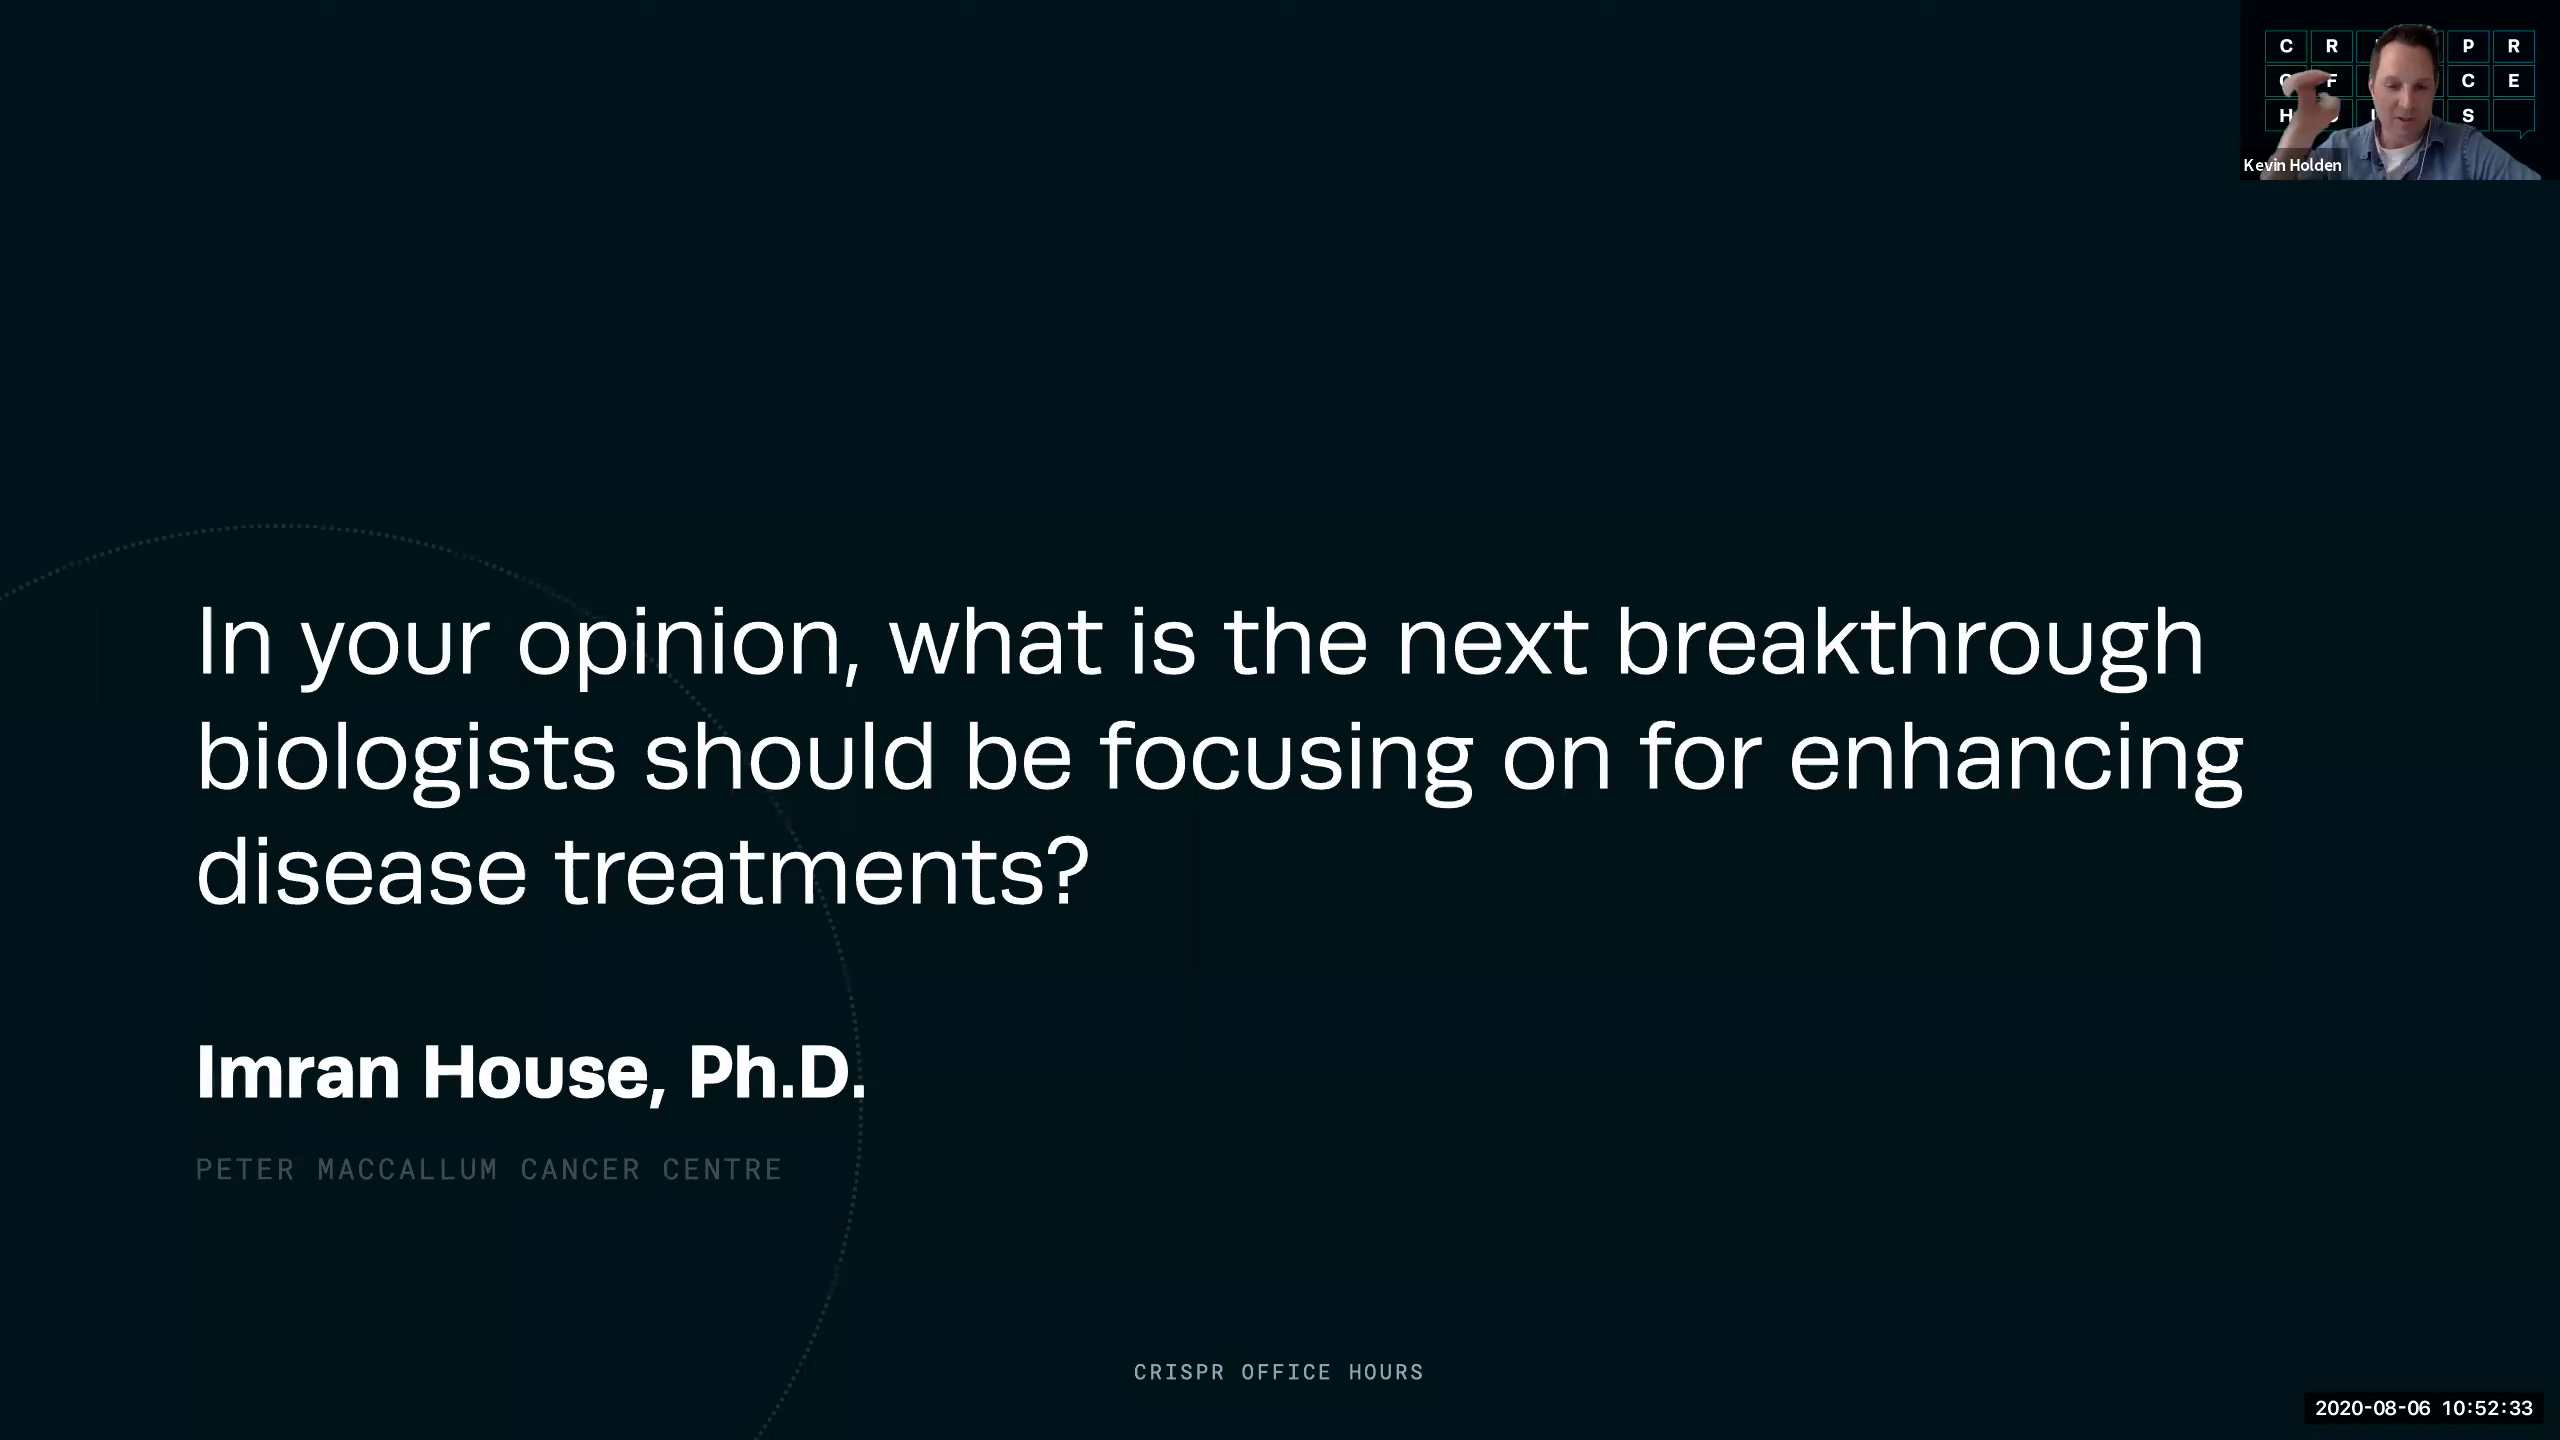 C R P R
F C E
H S
Kevin Holden
In your opinion, what is the next breakthrough
biologists should be focusing on for enhancing
disease treatments?
Imran House, Ph.D.
PETER MACCALLUM CANCER CENTRE
CRISPR OFFICE HOURS
2020-08-06 10:52:33